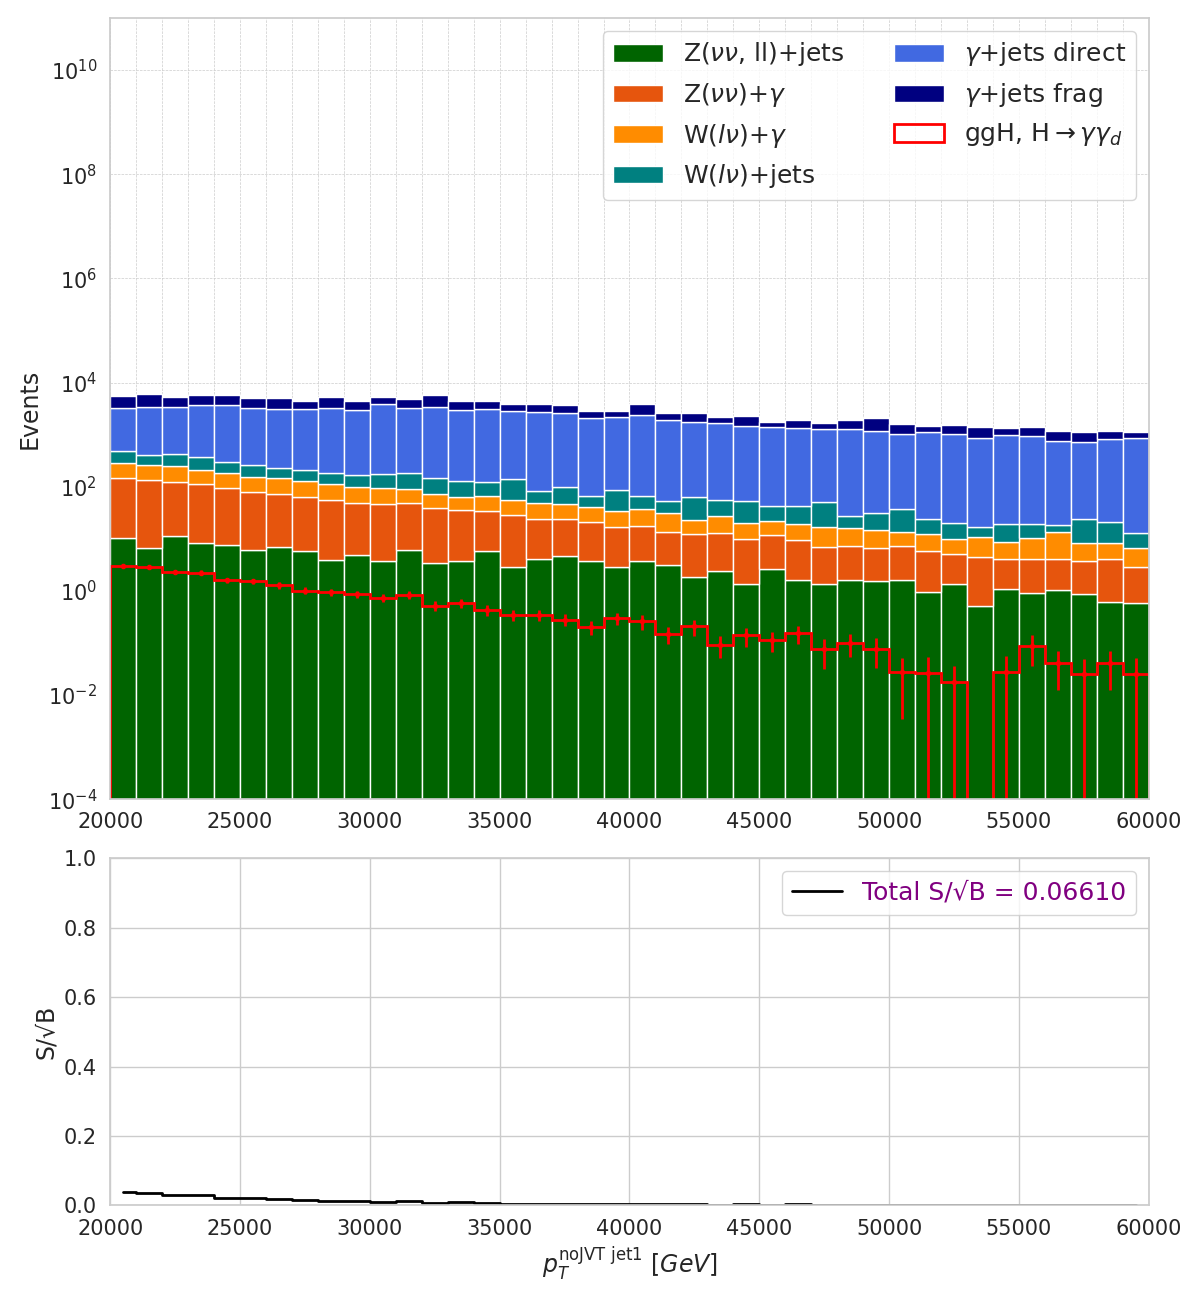 Z(νν, ll)+jets
Z(νν)+γ
W(lν)+γ
W(lν)+jets
γ+jets direct
γ+jets frag
ggH, H→γγ_d
Events
10^10
10^8
10^6
10^4
10^2
10^0
10^−2
10^−4
20000 25000 30000 35000 40000 45000 50000 55000 60000
Total S/√B = 0.06610
S/√B
1.0
0.8
0.6
0.4
0.2
0.0
20000 25000 30000 35000 40000 45000 50000 55000 60000
p_T^noJVT jet1 [GeV]